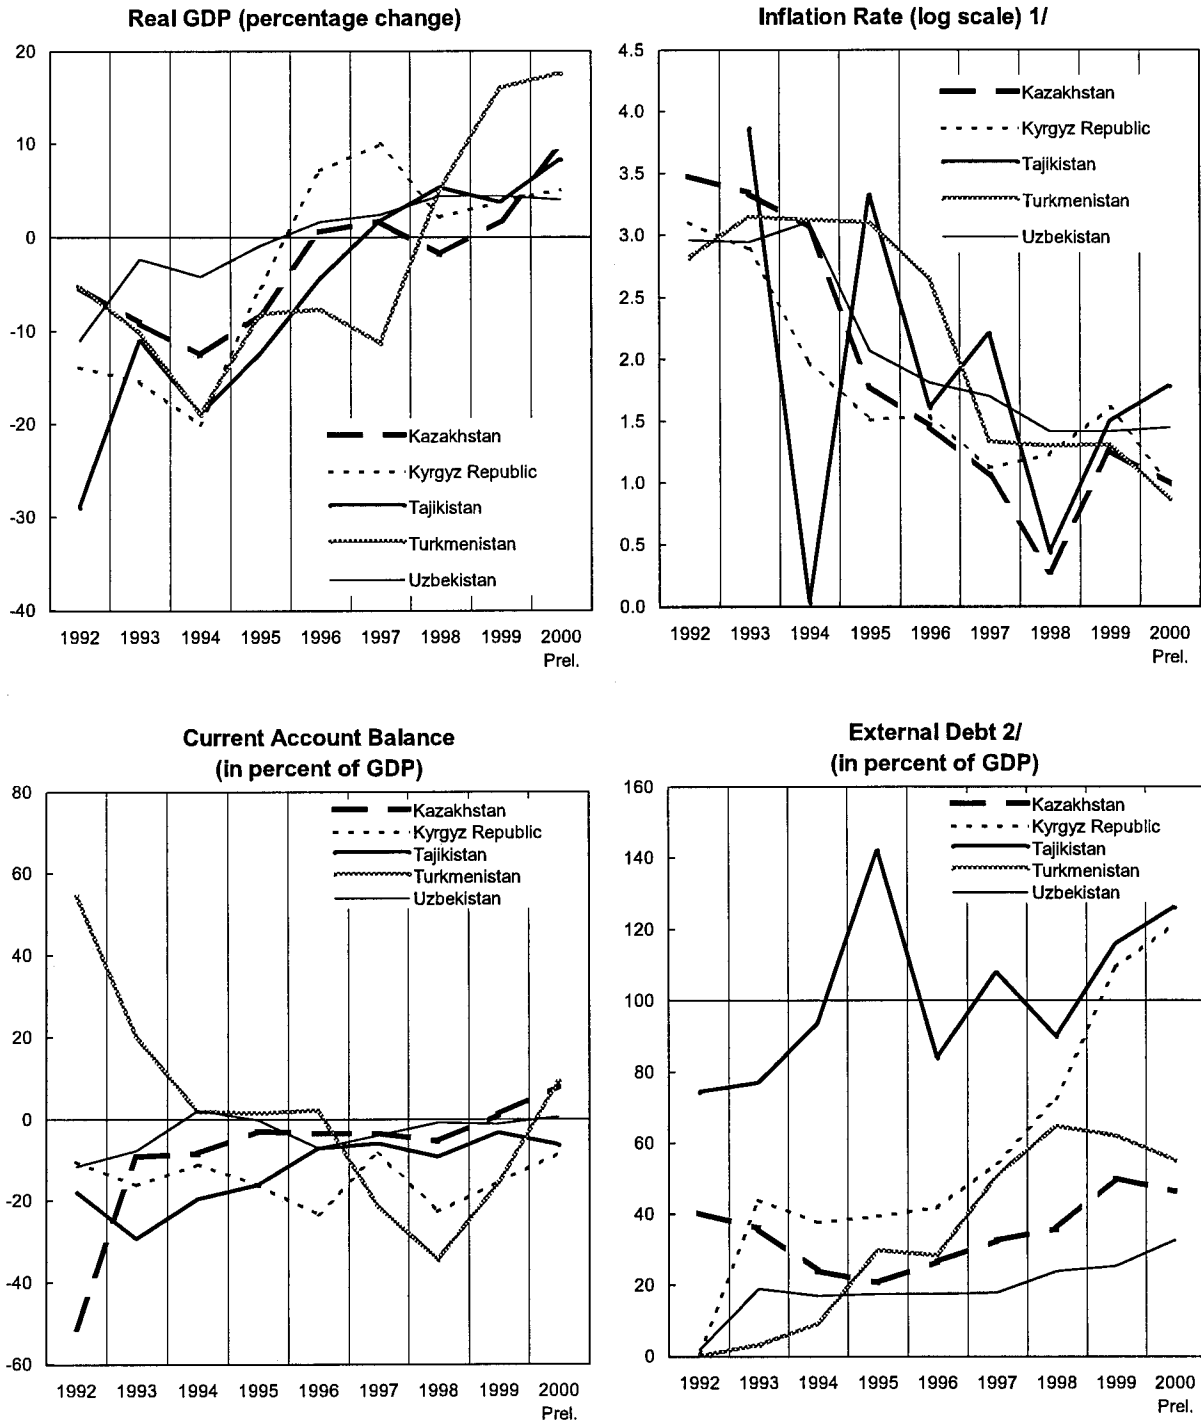 Real GDP (percentage change)
20
10
0
-10
-20
-30
-40
Kazakhstan
Kyrgyz Republic
Tajikistan
Turkmenistan
Uzbekistan
1992 1993 1994 1995 1996 1997 1998 1999 2000
Prel.
Inflation Rate (log scale) 1/
4.5
4.0
3.5
3.0
2.5
2.0
1.5
1.0
0.5
0.0
Kazakhstan
Kyrgyz Republic
Tajikistan
Turkmenistan
Uzbekistan
1992 1993 1994 1995 1996 1997 1998 1999 2000
Prel.
Current Account Balance
(in percent of GDP)
80
60
40
20
0
-20
-40
-60
Kazakhstan
Kyrgyz Republic
Tajikistan
Turkmenistan
Uzbekistan
1992 1993 1994 1995 1996 1997 1998 1999 2000
Prel.
External Debt 2/
(in percent of GDP)
160
140
120
100
80
60
40
20
0
Kazakhstan
Kyrgyz Republic
Tajikistan
Turkmenistan
Uzbekistan
1992 1993 1994 1995 1996 1997 1998 1999 2000
Prel.